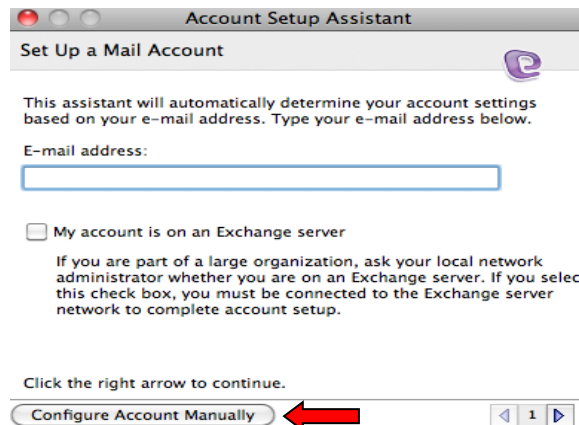 Account Setup Assistant
Set Up a Mail Account
This assistant will automatically determine your account settings
based on your e-mail address. Type your e-mail address below.
E-mail address:
My account is on an Exchange server
If you are part of a large organization, ask your local network
administrator whether you are on an Exchange server. If you selec
this check box, you must be connected to the Exchange server
network to complete account setup.
Click the right arrow to continue.
Configure Account Manually
1